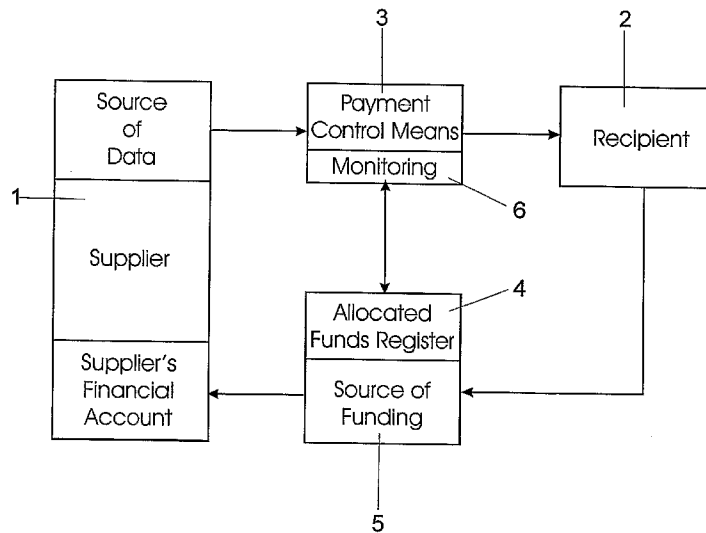 3
2
Source
of
Data
Payment
Control Means
Monitoring
Recipient
1
6
Supplier
4
Allocated
Funds Register
Supplier's
Financial
Account
Source of
Funding
5